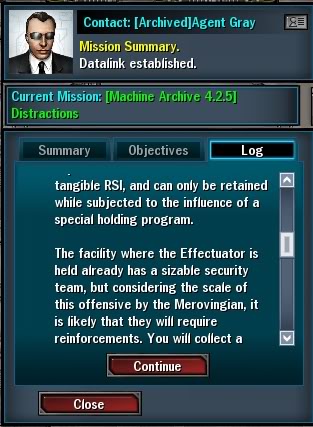 Contact: [Archived]Agent Gray
Mission Summary.
Datalink established.
Current Mission: [Machine Archive 4.2.5]
Distractions
Summary Objectives Log
tangible RSI, and can only be retained
while subjected to the influence of a
special holding program.
The facility where the Effectuator is
held already has a sizable security
team, but considering the scale of
this offensive by the Merovingian, it
is likely that they will require
reinforcements. You will collect a
Continue
Close